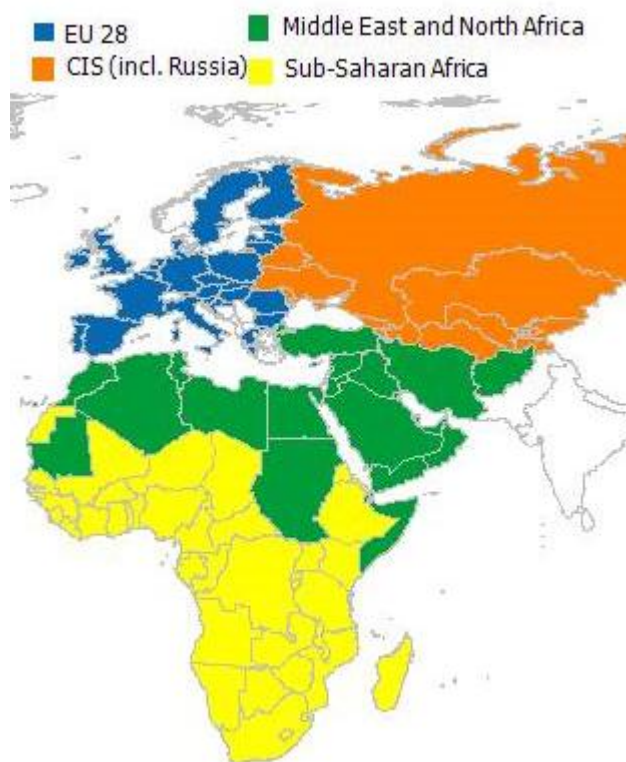 EU 28
Middle East and North Africa
CIS (incl. Russia)
Sub-Saharan Africa